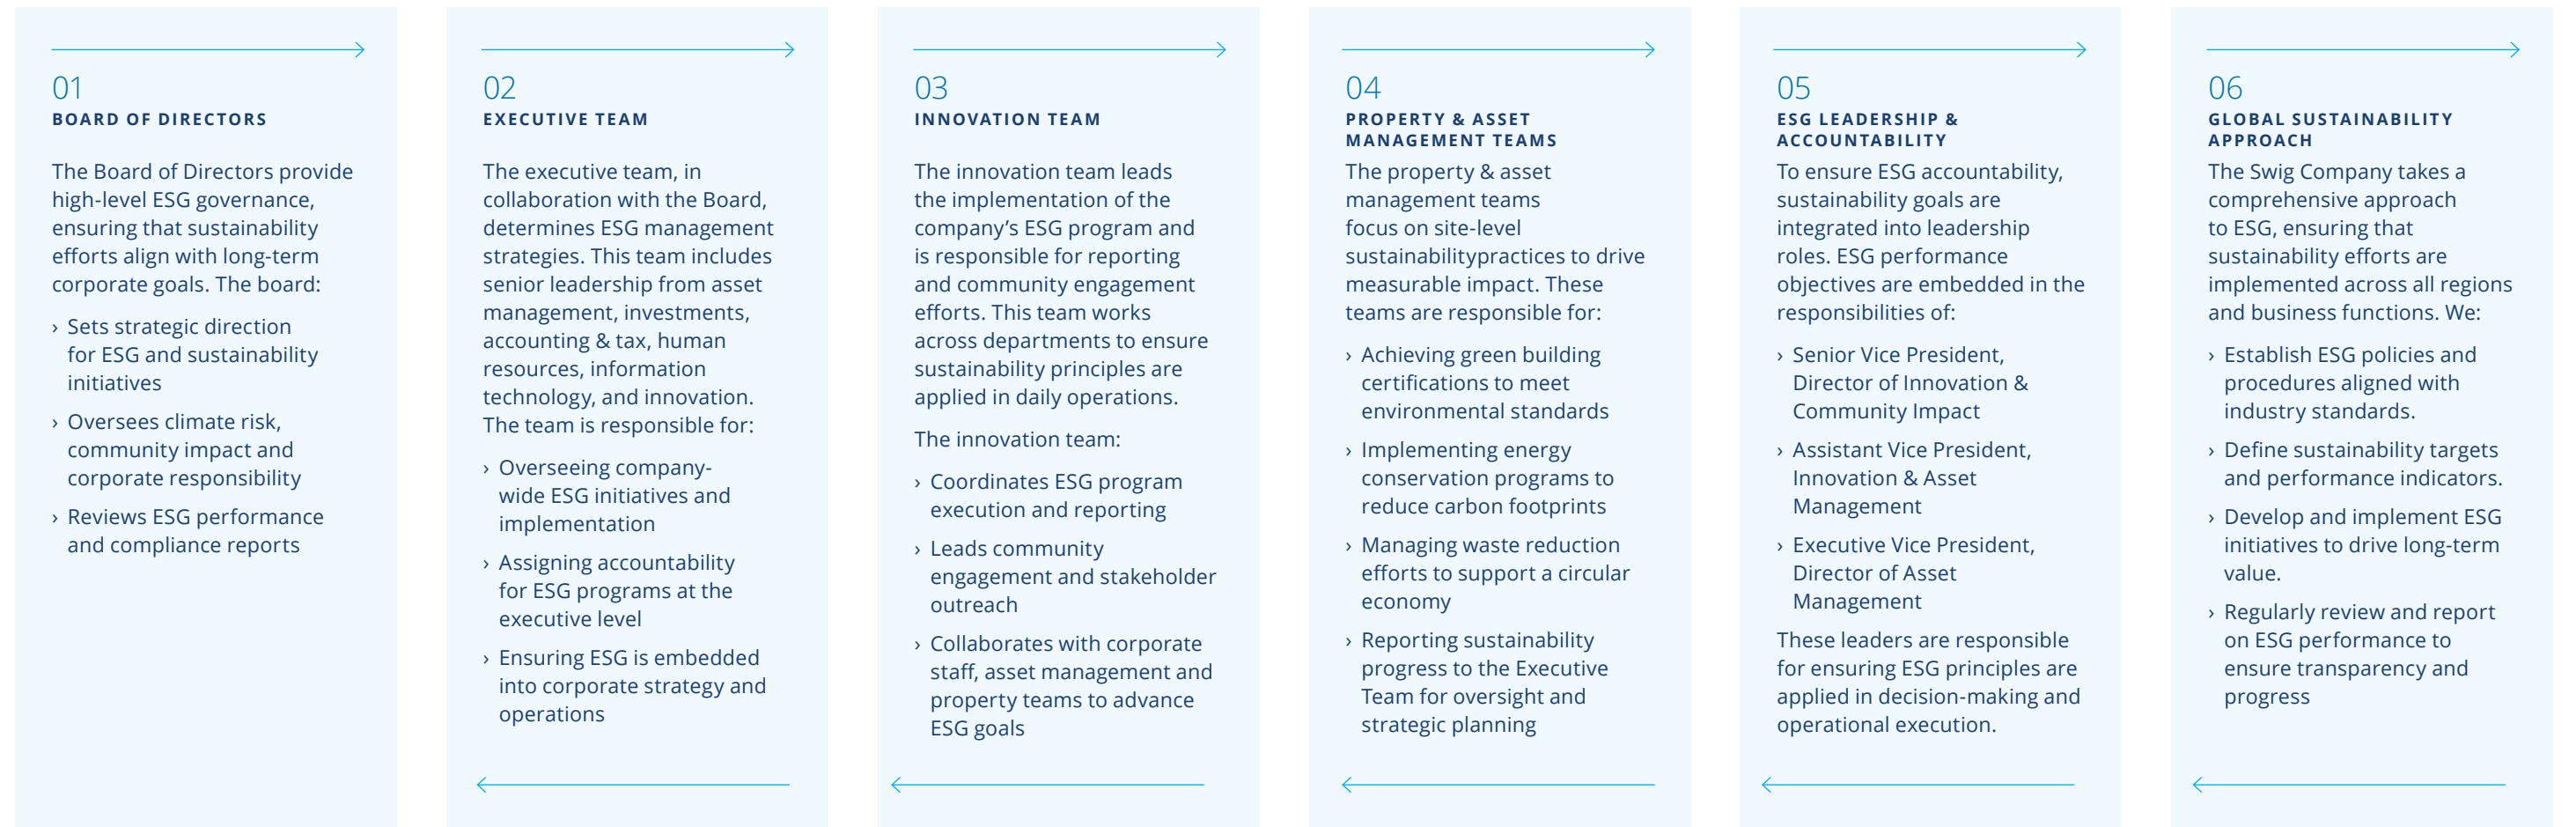 01
BOARD OF DIRECTORS
The Board of Directors provide
high-level ESG governance,
ensuring that sustainability
efforts align with long-term
corporate goals. The board:
› Sets strategic direction
for ESG and sustainability
initiatives
› Oversees climate risk,
community impact and
corporate responsibility
› Reviews ESG performance
and compliance reports
02
EXECUTIVE TEAM
The executive team, in
collaboration with the Board,
determines ESG management
strategies. This team includes
senior leadership from asset
management, investments,
accounting & tax, human
resources, information
technology, and innovation.
The team is responsible for:
› Overseeing company-
wide ESG initiatives and
implementation
› Assigning accountability
for ESG programs at the
executive level
› Ensuring ESG is embedded
into corporate strategy and
operations
03
INNOVATION TEAM
The innovation team leads
the implementation of the
company’s ESG program and
is responsible for reporting
and community engagement
efforts. This team works
across departments to ensure
sustainability principles are
applied in daily operations.
The innovation team:
› Coordinates ESG program
execution and reporting
› Leads community
engagement and stakeholder
outreach
› Collaborates with corporate
staff, asset management and
property teams to advance
ESG goals
04
PROPERTY & ASSET
MANAGEMENT TEAMS
The property & asset
management teams
focus on site-level
sustainabilitypractices to drive
measurable impact. These
teams are responsible for:
› Achieving green building
certifications to meet
environmental standards
› Implementing energy
conservation programs to
reduce carbon footprints
› Managing waste reduction
efforts to support a circular
economy
› Reporting sustainability
progress to the Executive
Team for oversight and
strategic planning
05
ESG LEADERSHIP &
ACCOUNTABILITY
To ensure ESG accountability,
sustainability goals are
integrated into leadership
roles. ESG performance
objectives are embedded in the
responsibilities of:
› Senior Vice President,
Director of Innovation &
Community Impact
› Assistant Vice President,
Innovation & Asset
Management
› Executive Vice President,
Director of Asset
Management
These leaders are responsible
for ensuring ESG principles are
applied in decision-making and
operational execution.
06
GLOBAL SUSTAINABILITY
APPROACH
The Swig Company takes a
comprehensive approach
to ESG, ensuring that
sustainability efforts are
implemented across all regions
and business functions. We:
› Establish ESG policies and
procedures aligned with
industry standards.
› Define sustainability targets
and performance indicators.
› Develop and implement ESG
initiatives to drive long-term
value.
› Regularly review and report
on ESG performance to
ensure transparency and
progress